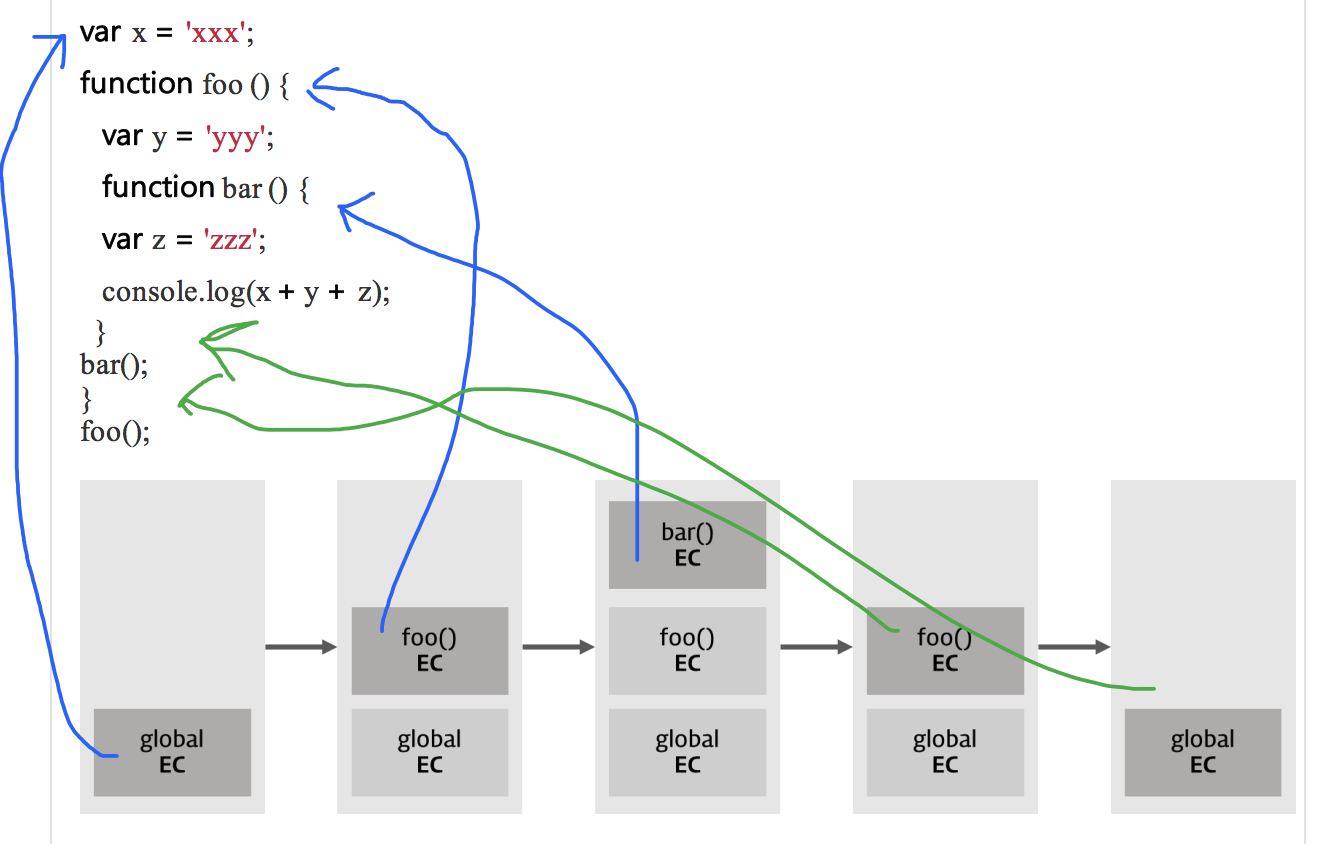 var x = 'xxx';
function foo () {
var y = 'yyy';
function bar () {
var z = 'zzz';
console.log(x + y + z);
}
bar();
}
foo();
bar()
EC
foo()
EC
foo()
EC
foo()
EC
global
EC
global
EC
global
EC
global
EC
global
EC